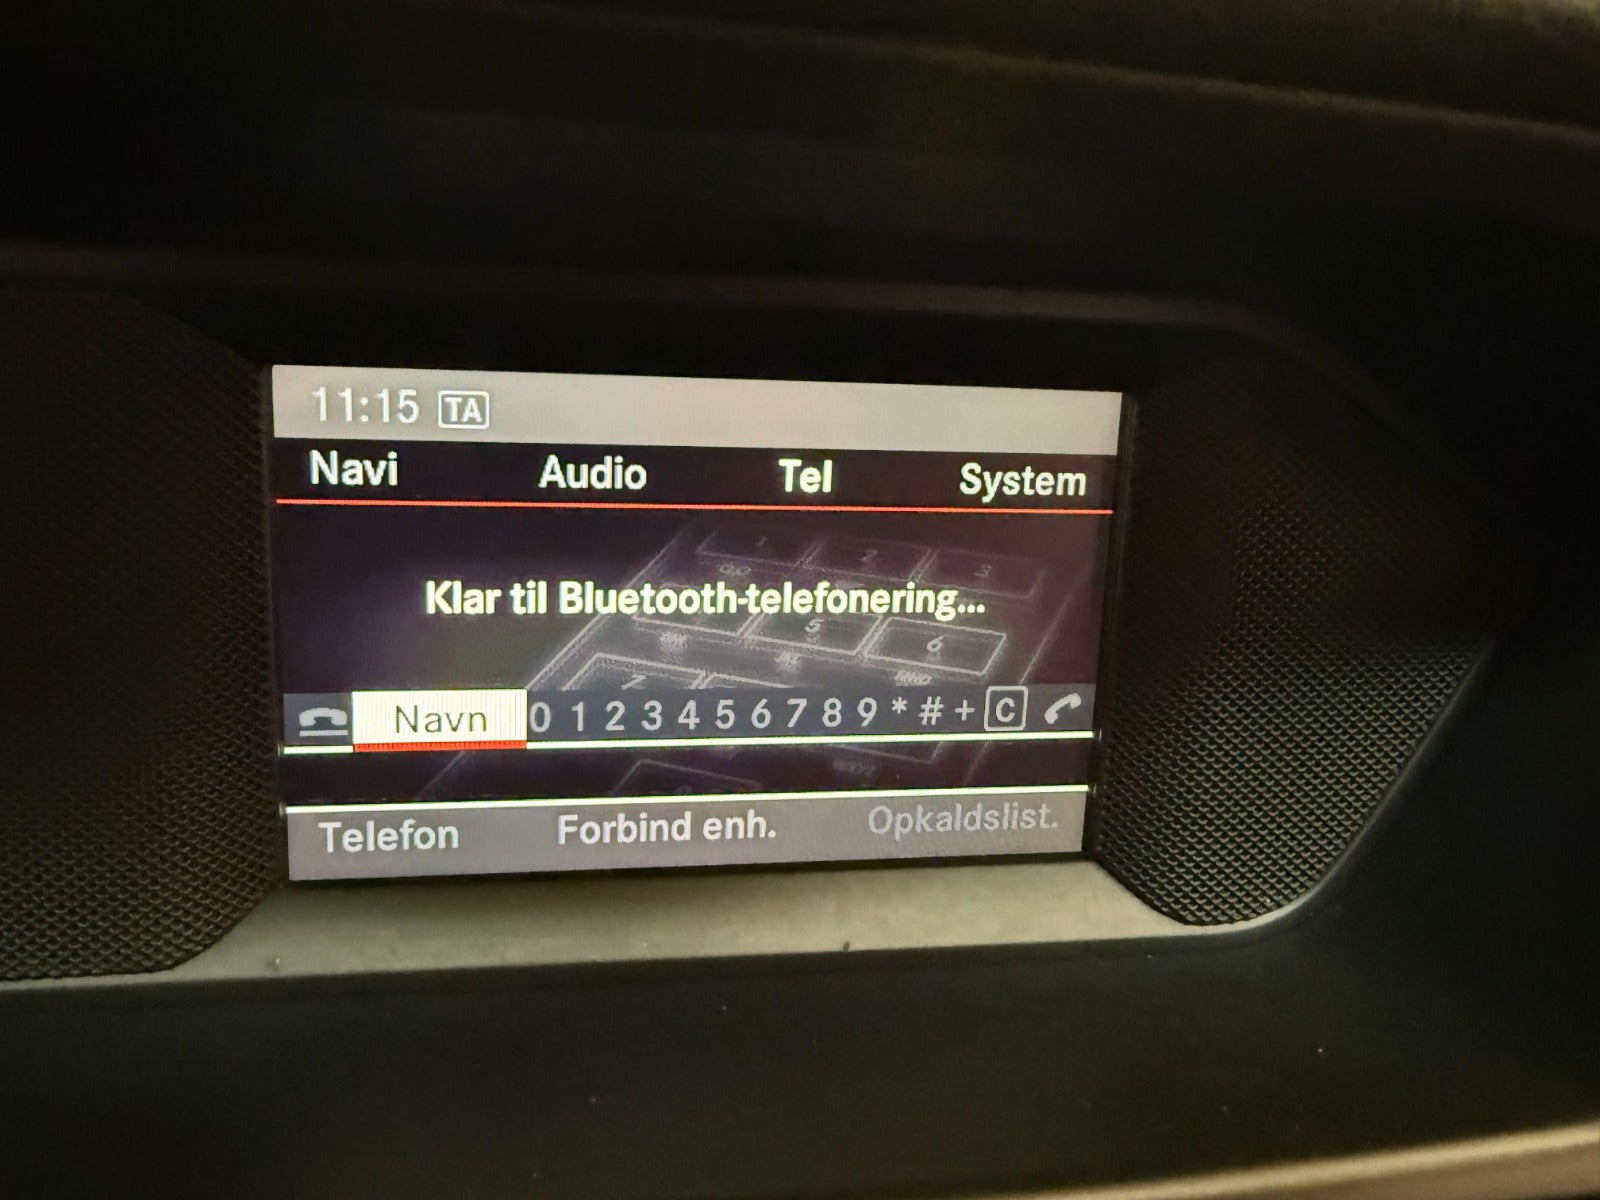 11:15 TA
Navi Audio Tel System
Klar til Bluetooth-telefonering...
Navn 0 1 2 3 4 5 6 7 8 9 * # + C
Telefon Forbind enh. Opkaldslist.